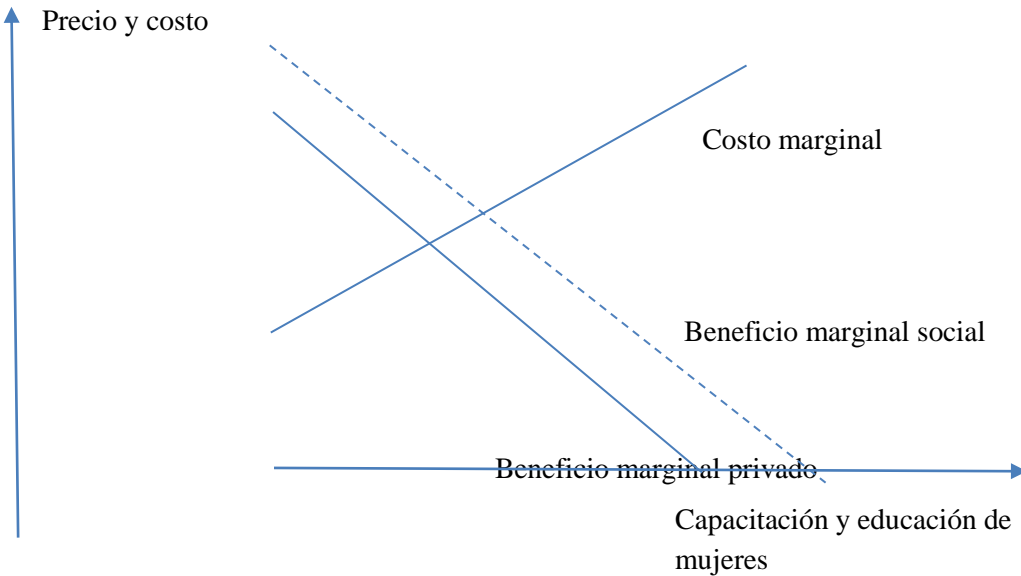 Precio y costo
Costo marginal
Beneficio marginal social
Beneficio marginal privado
Capacitación y educación de
mujeres